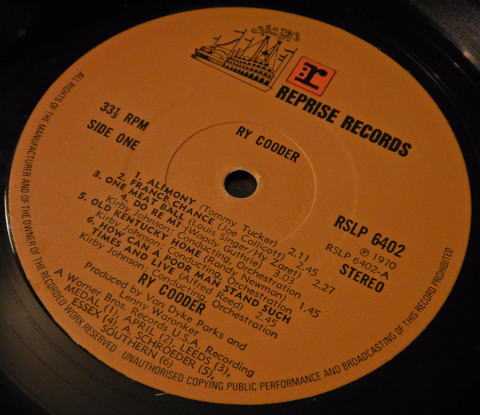 r
REPRISE RECORDS
33⅓ RPM
SIDE ONE
RY COODER
RSLP 6402
Ⓟ 1970
RSLP 6402-A
STEREO
1. ALIMONY (Tommy Tucker) 2.11
2. FRANCE CHANCE (Joe Callicott) 2.45
3. ONE MEAT BALL (Louis Singer/Hy Zaret) 2.27
4. DO RE MI (Woody Guthrie) 3.03
Kirby Johnson: Conducting, Orchestration
5. OLD KENTUCKY HOME (Randy Newman) 1.45
Kirby Johnson: Conducting, Orchestration
6. HOW CAN A POOR MAN STAND SUCH
TIMES AND LIVE (Alfred Reed) 2.45
Kirby Johnson: Conducting, Orchestration
RY COODER
Produced by Van Dyke Parks and
Lenny Waronker
A Warner Bros. Records U.S.A. Recording
MEDAL (1), APRIL (2), LEEDS (3),
ESSEX (4), A. SCHROEDER (5),
SOUTHERN (6)
ALL RIGHTS OF THE MANUFACTURER AND OF THE OWNER OF THE RECORDED WORK RESERVED UNAUTHORISED COPYING PUBLIC PERFORMANCE AND BROADCASTING OF THIS RECORD PROHIBITED